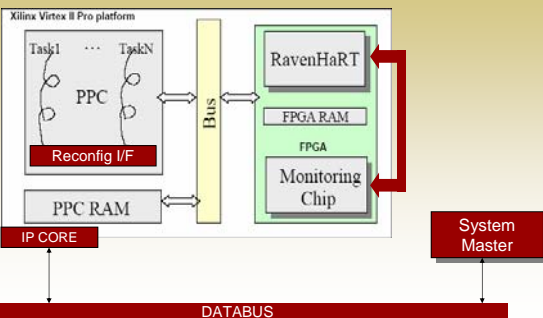 Xilinx Virtex II Pro platform
Task1 ... TaskN
PPC
Reconfig I/F
PPC RAM
IP CORE
Bus
RavenHaRT
FPGA RAM
FPGA
Monitoring
Chip
System
Master
DATABUS